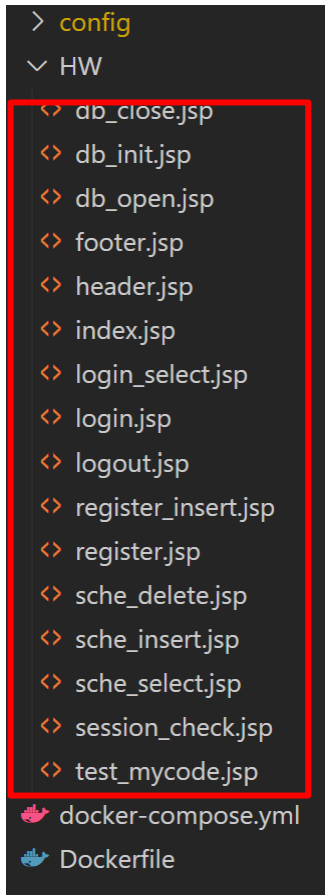 config
HW
db_close.jsp
db_init.jsp
db_open.jsp
footer.jsp
header.jsp
index.jsp
login_select.jsp
login.jsp
logout.jsp
register_insert.jsp
register.jsp
sche_delete.jsp
sche_insert.jsp
sche_select.jsp
session_check.jsp
test_mycode.jsp
docker-compose.yml
Dockerfile